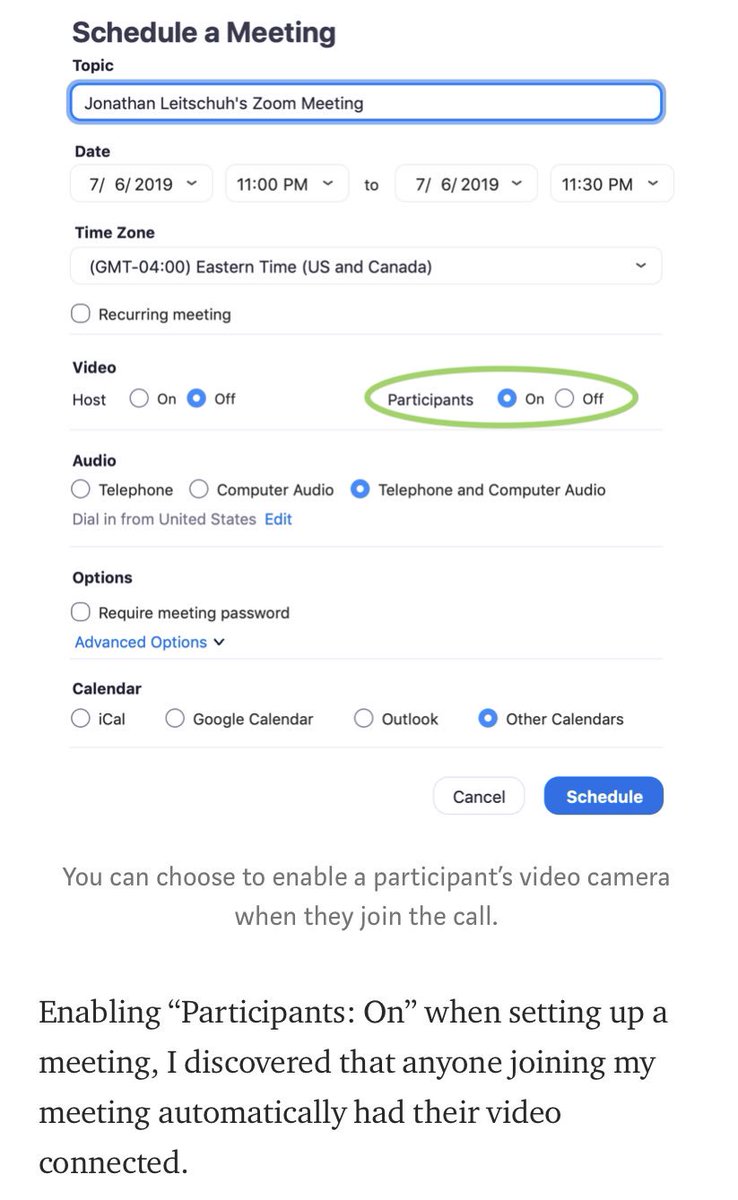 Schedule a Meeting
Topic
Jonathan Leitschuh's Zoom Meeting
Date
7/ 6/2019 11:00 PM to 7/ 6/2019 11:30 PM
Time Zone
(GMT-04:00) Eastern Time (US and Canada)
Recurring meeting
Video
Host On Off Participants On Off
Audio
Telephone Computer Audio Telephone and Computer Audio
Dial in from United States Edit
Options
Require meeting password
Advanced Options
Calendar
iCal Google Calendar Outlook Other Calendars
Cancel Schedule
You can choose to enable a participant’s video camera
when they join the call.
Enabling “Participants: On” when setting up a
meeting, I discovered that anyone joining my
meeting automatically had their video
connected.